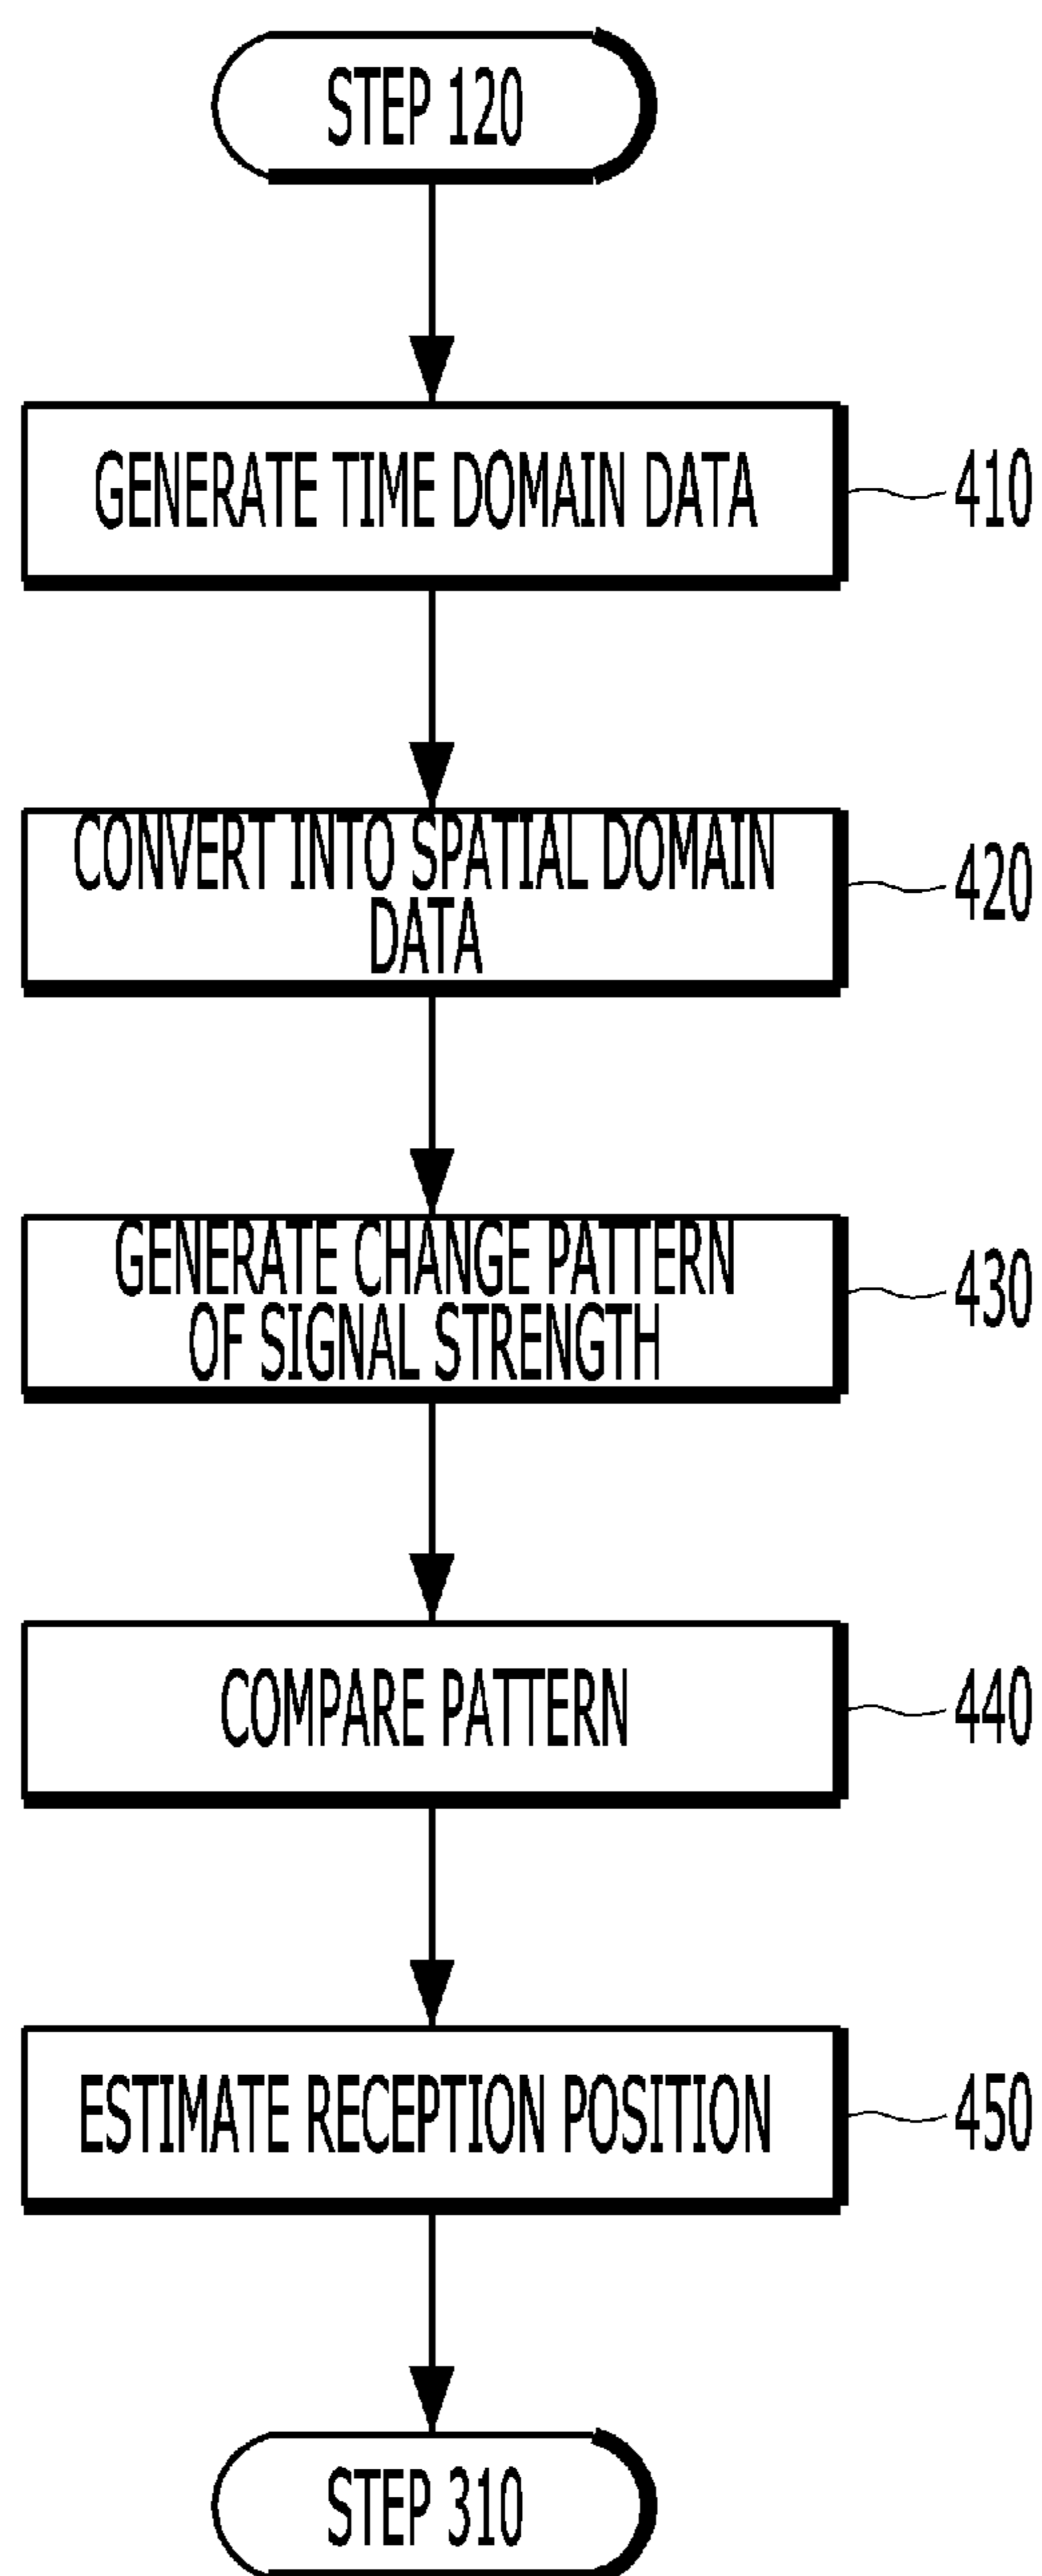 STEP 120
GENERATE TIME DOMAIN DATA
410
CONVERT INTO SPATIAL DOMAIN
DATA
420
GENERATE CHANGE PATTERN
OF SIGNAL STRENGTH
430
COMPARE PATTERN
440
ESTIMATE RECEPTION POSITION
450
STEP 310